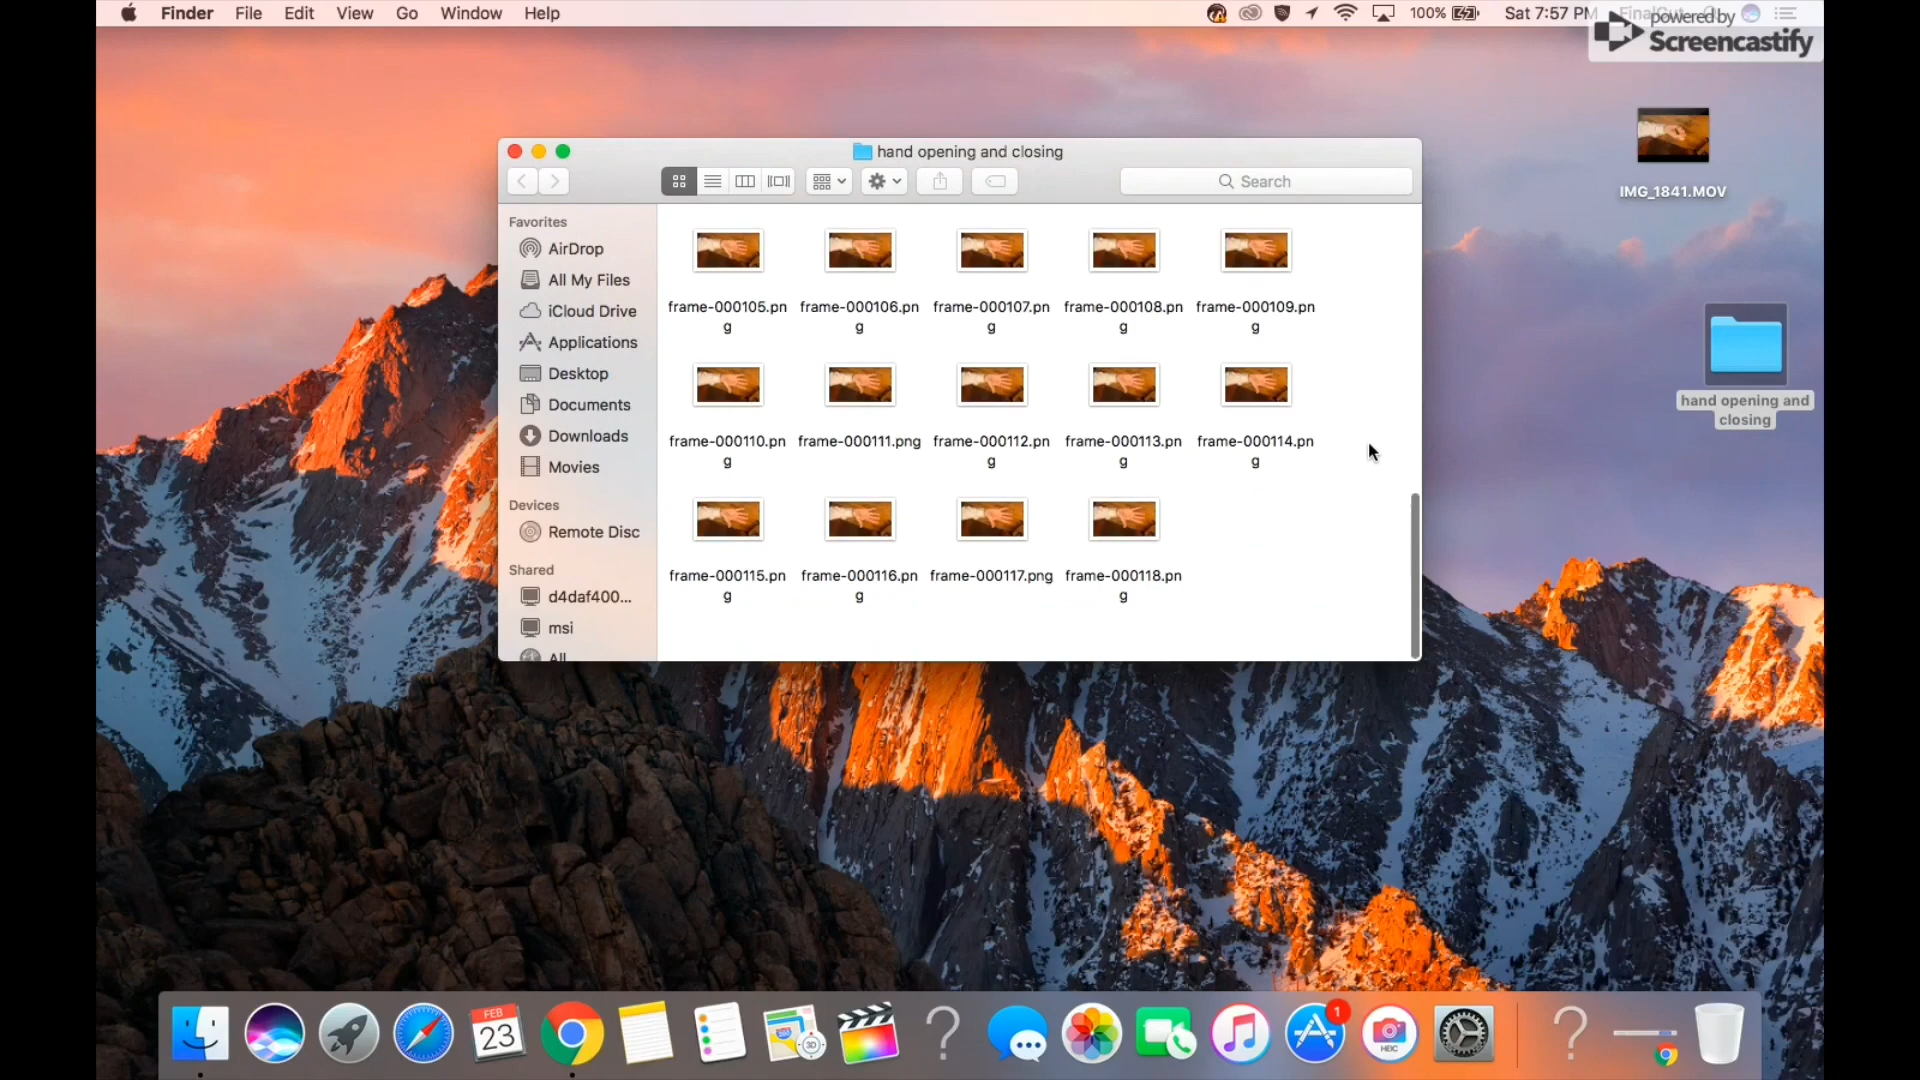 Finder File Edit View Go Window Help
100% Sat 7:57 PM
powered by
Screencastify
IMG_1841.MOV
hand opening and closing
Search
Favorites
AirDrop
All My Files
iCloud Drive
Applications
Desktop
Documents
Downloads
Movies
Devices
Remote Disc
Shared
d4daf400...
msi
All
frame-000105.pn
g
frame-000106.pn
g
frame-000107.pn
g
frame-000108.pn
g
frame-000109.pn
g
frame-000110.pn
g
frame-000111.png
frame-000112.pn
g
frame-000113.pn
g
frame-000114.pn
g
frame-000115.pn
g
frame-000116.pn
g
frame-000117.png
frame-000118.pn
g
hand opening and
closing
FEB
23
3D
1
HEIC